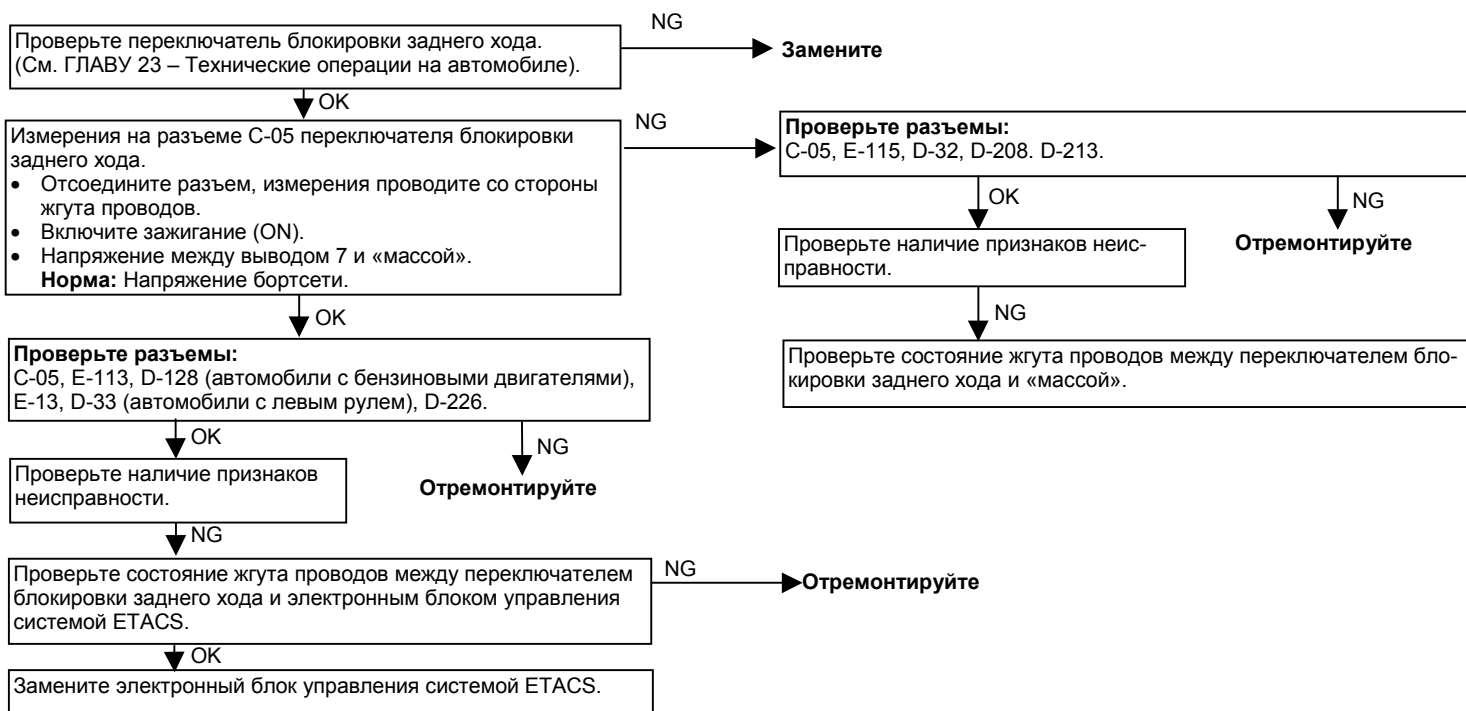 NG
Проверьте переключатель блокировки заднего хода.
(См. ГЛАВУ 23 – Технические операции на автомобиле).
Замените
OK
Измерения на разъеме C-05 переключателя блокировки
заднего хода.
• Отсоедините разъем, измерения проводите со стороны
жгута проводов.
• Включите зажигание (ON).
• Напряжение между выводом 7 и «массой».
Норма: Напряжение бортсети.
NG
Проверьте разъемы:
C-05, E-115, D-32, D-208. D-213.
OK
NG
Проверьте наличие признаков неис-
правности.
Отремонтируйте
NG
Проверьте состояние жгута проводов между переключателем бло-
кировки заднего хода и «массой».
OK
Проверьте разъемы:
C-05, E-113, D-128 (автомобили с бензиновыми двигателями),
E-13, D-33 (автомобили с левым рулем), D-226.
OK
NG
Проверьте наличие признаков
неисправности.
Отремонтируйте
NG
Проверьте состояние жгута проводов между переключателем
блокировки заднего хода и электронным блоком управления
системой ETACS.
NG
Отремонтируйте
OK
Замените электронный блок управления системой ETACS.